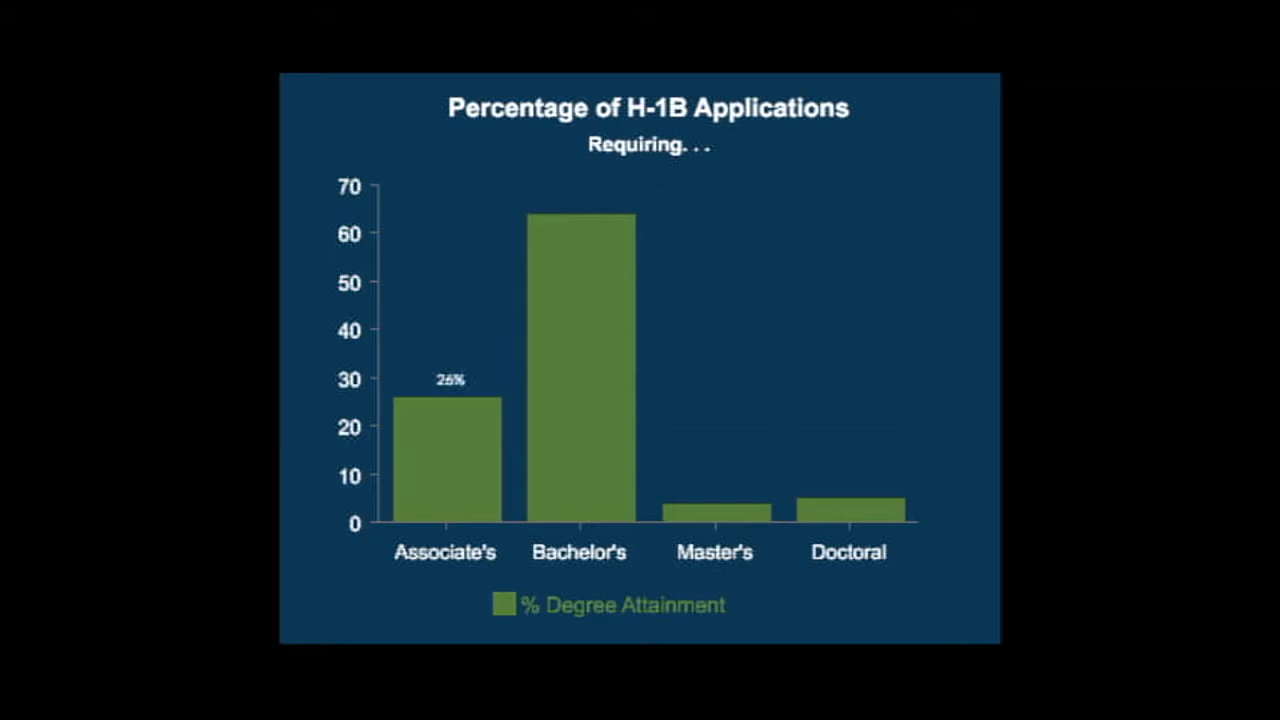 Percentage of H-1B Applications
Requiring. . .
70
60
50
40
30
26%
20
10
0
Associate's Bachelor's Master's Doctoral
% Degree Attainment